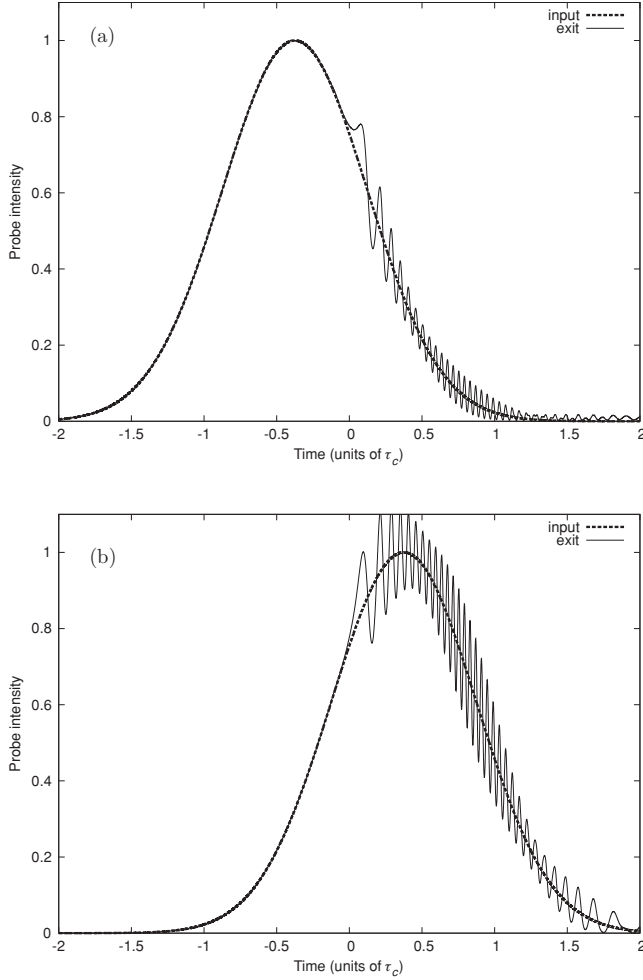 (a)
input
exit
Probe intensity
1
0.8
0.6
0.4
0.2
0
-2 -1.5 -1 -0.5 0 0.5 1 1.5 2
Time (units of τc)
(b)
input
exit
Probe intensity
1
0.8
0.6
0.4
0.2
0
-2 -1.5 -1 -0.5 0 0.5 1 1.5 2
Time (units of τc)